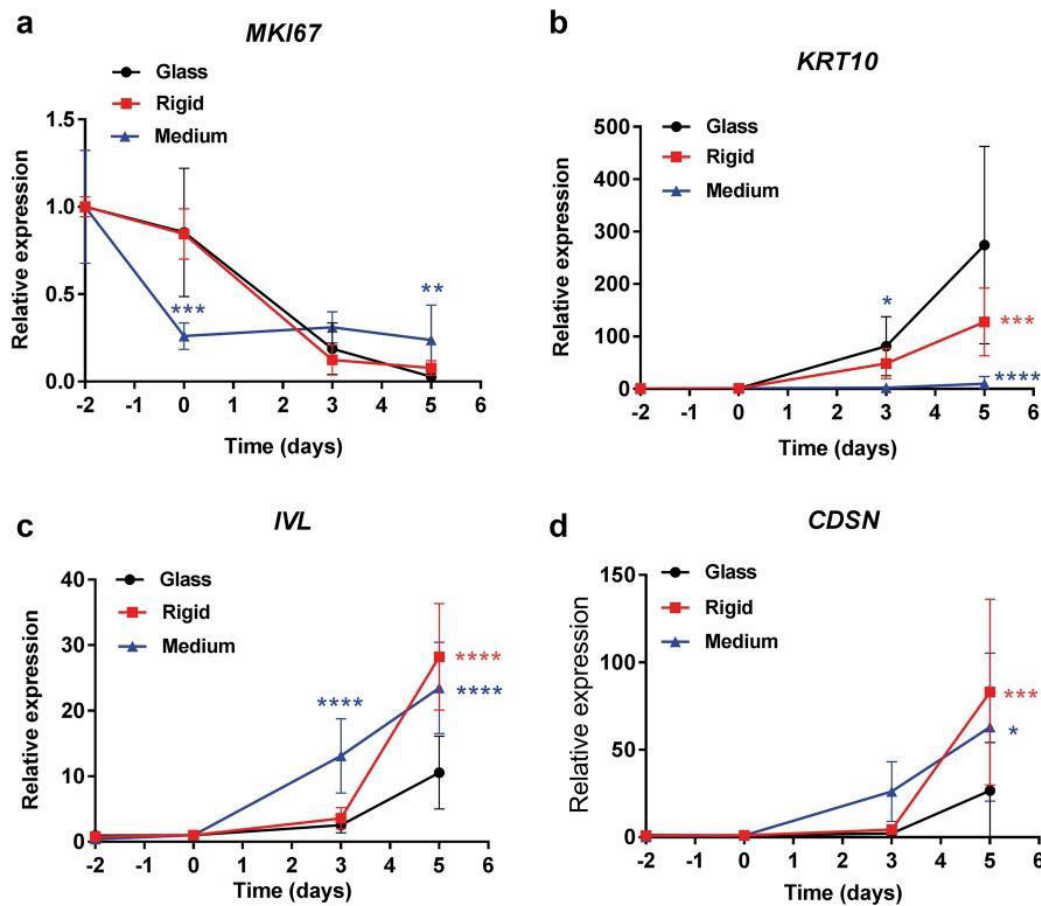 a
MKI67
Glass
Rigid
Medium
1.5
1.0
0.5
0.0
Relative expression
***
**
-2 -1 0 1 2 3 4 5 6
Time (days)
b
KRT10
Glass
Rigid
Medium
500
400
300
200
100
0
Relative expression
*
***
****
-2 -1 0 1 2 3 4 5 6
Time (days)
c
IVL
Glass
Rigid
Medium
40
30
20
10
0
Relative expression
****
****
****
-2 -1 0 1 2 3 4 5 6
Time (days)
d
CDSN
Glass
Rigid
Medium
150
100
50
0
Relative expression
***
*
-2 -1 0 1 2 3 4 5 6
Time (days)